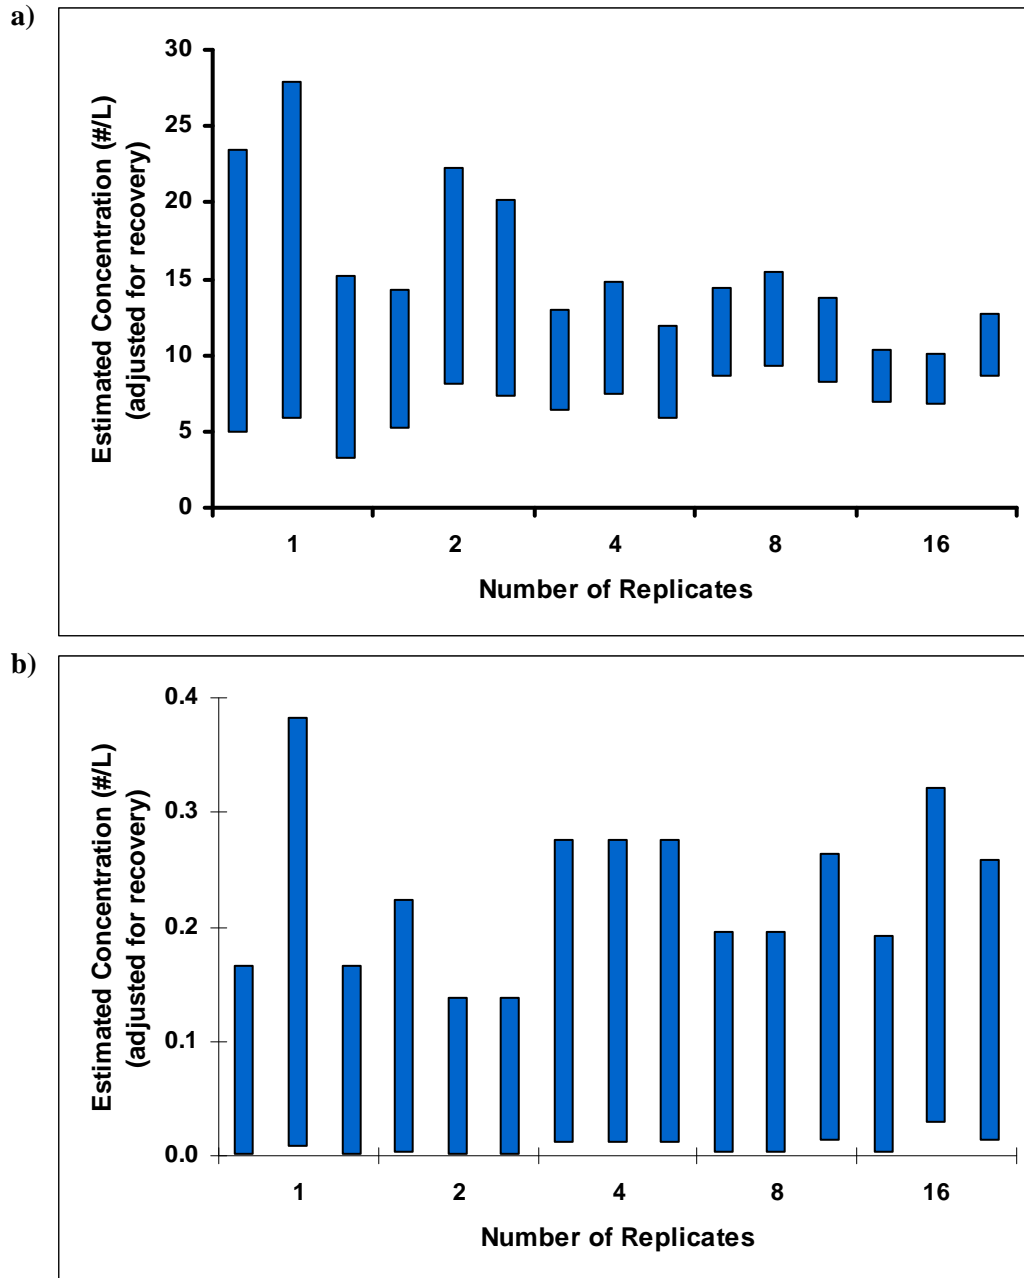 a)
Estimated Concentration (#/L)
(adjusted for recovery)
30
25
20
15
10
5
0
1 2 4 8 16
Number of Replicates
b)
Estimated Concentration (#/L)
(adjusted for recovery)
0.4
0.3
0.2
0.1
0.0
1 2 4 8 16
Number of Replicates